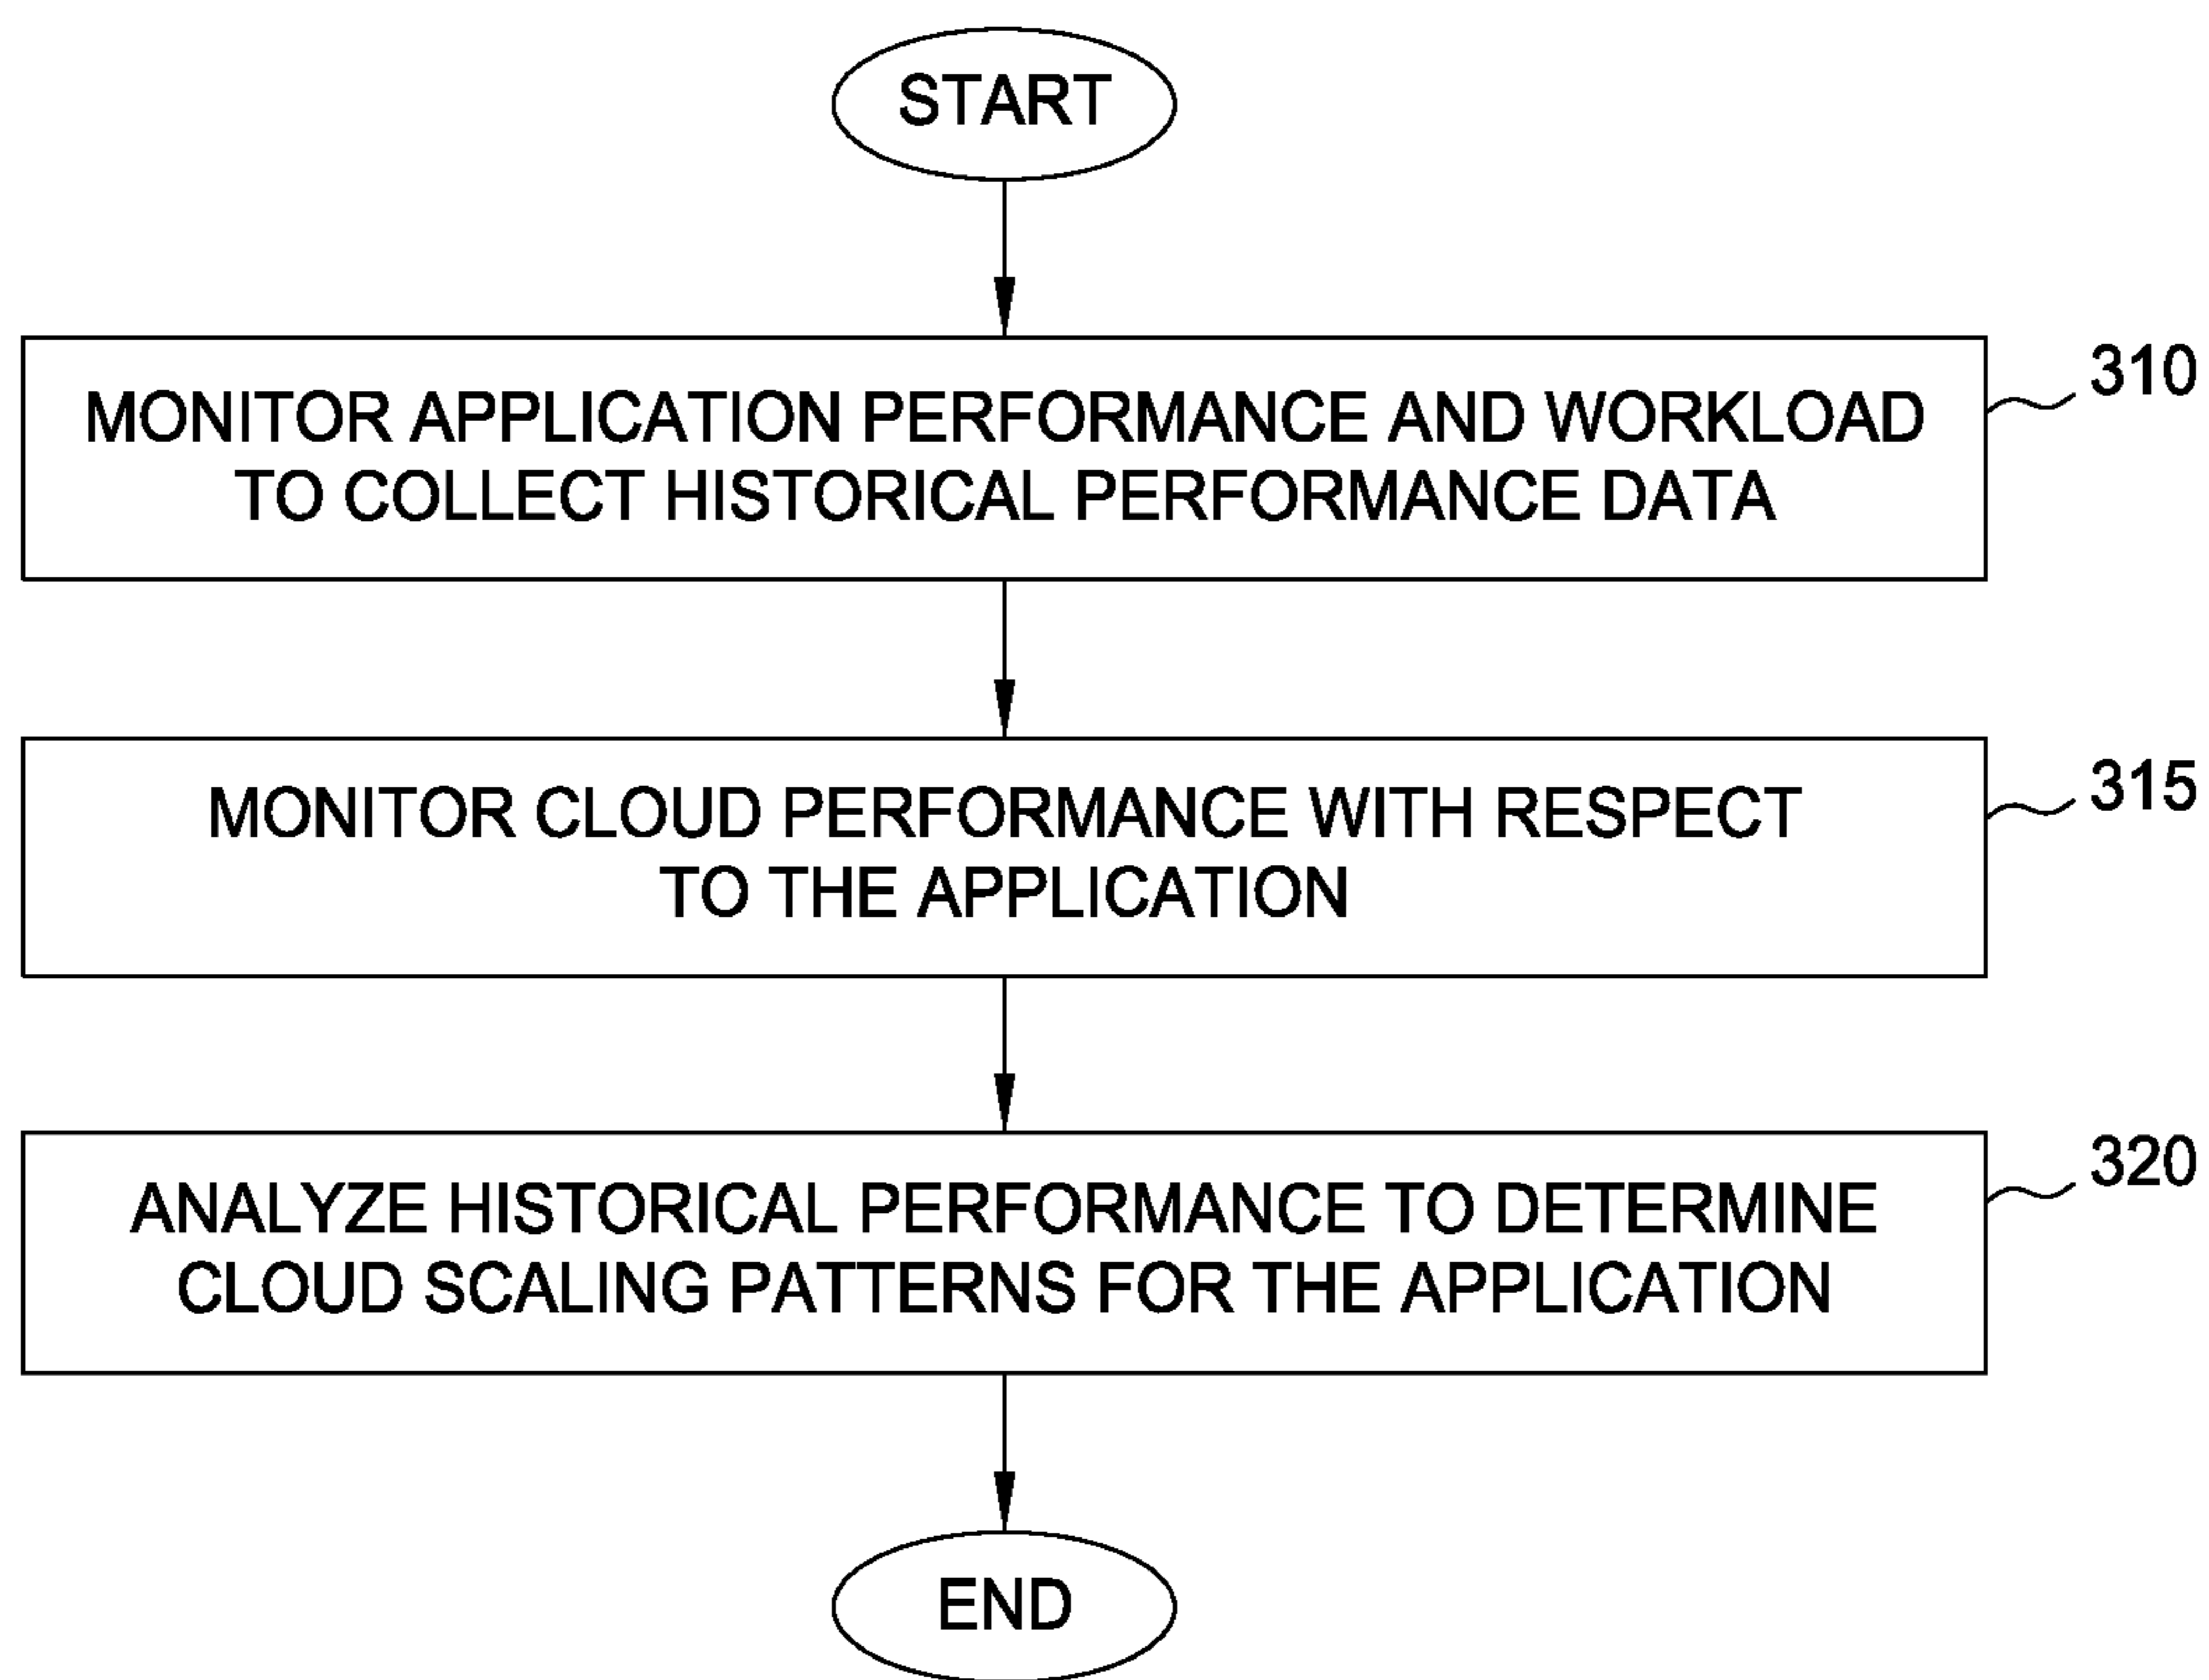 START
MONITOR APPLICATION PERFORMANCE AND WORKLOAD
TO COLLECT HISTORICAL PERFORMANCE DATA
310
MONITOR CLOUD PERFORMANCE WITH RESPECT
TO THE APPLICATION
315
ANALYZE HISTORICAL PERFORMANCE TO DETERMINE
CLOUD SCALING PATTERNS FOR THE APPLICATION
320
END